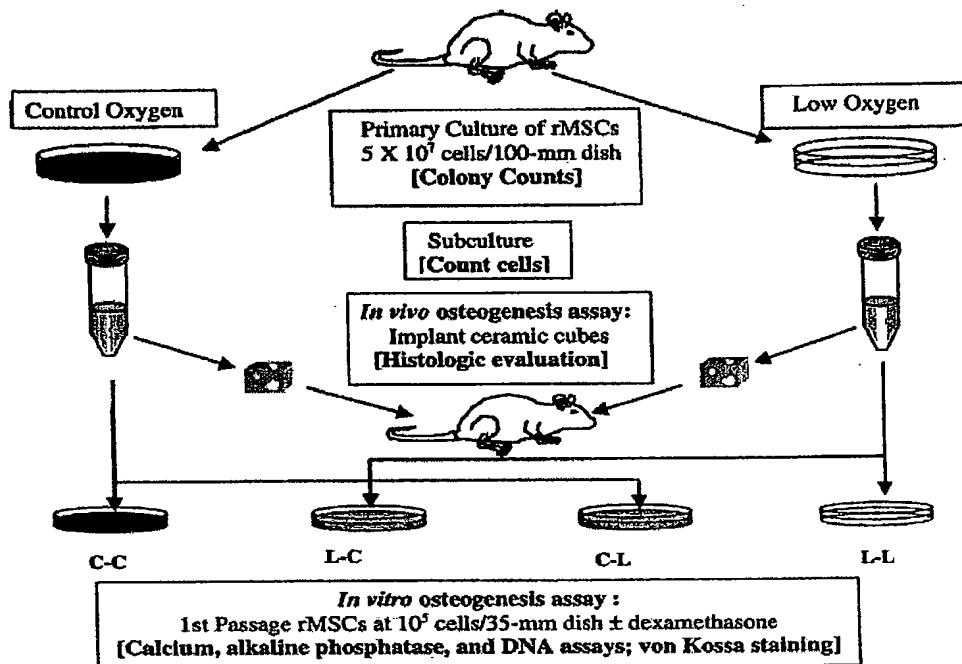 Control Oxygen
Low Oxygen
Primary Culture of rMSCs
5 X 10⁷ cells/100-mm dish
[Colony Counts]
Subculture
[Count cells]
In vivo osteogenesis assay:
Implant ceramic cubes
[Histologic evaluation]
C-C
L-C
C-L
L-L
In vitro osteogenesis assay :
1st Passage rMSCs at 10⁵ cells/35-mm dish ± dexamethasone
[Calcium, alkaline phosphatase, and DNA assays; von Kossa staining]